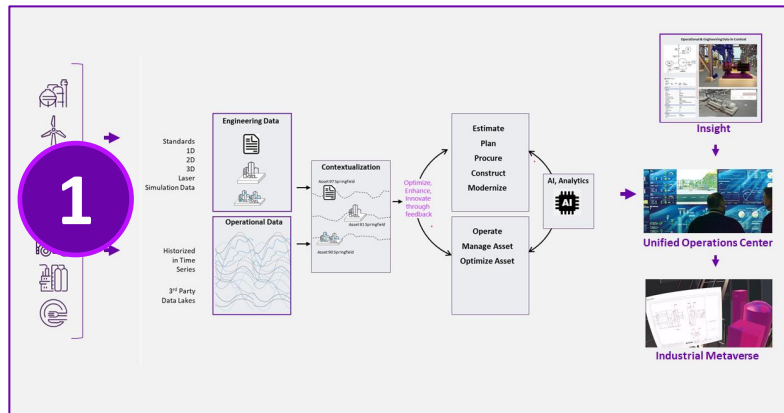 1
Standards
1D
2D
3D
Laser
Simulation Data
Historized
in Time
Series
3rd Party
Data Lakes
Engineering Data
Operational Data
Contextualization
Asset 97 Springfield
Asset 81 Springfield
Asset 90 Springfield
Optimize,
Enhance,
Innovate
through
feedback
Estimate
Plan
Procure
Construct
Modernize
Operate
Manage Asset
Optimize Asset
AI, Analytics
AI
Operational & Engineering Data in Context
Insight
Unified Operations Center
Industrial Metaverse